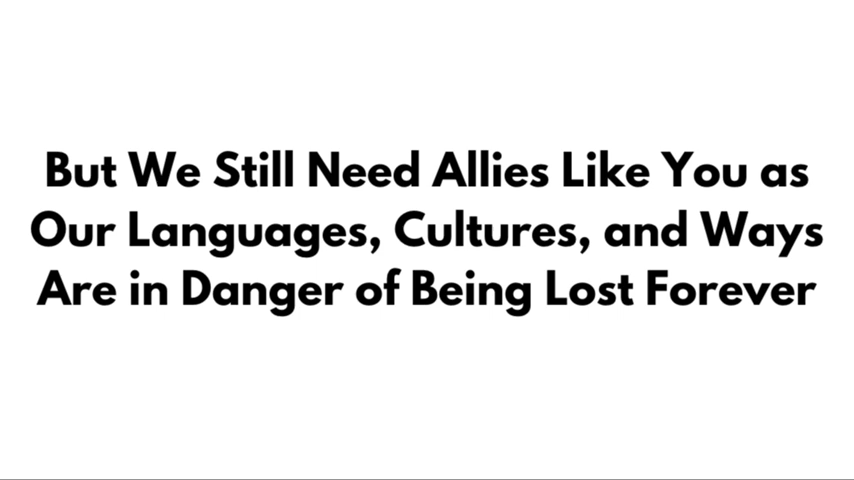 But We Still Need Allies Like You as
Our Languages, Cultures, and Ways
Are in Danger of Being Lost Forever